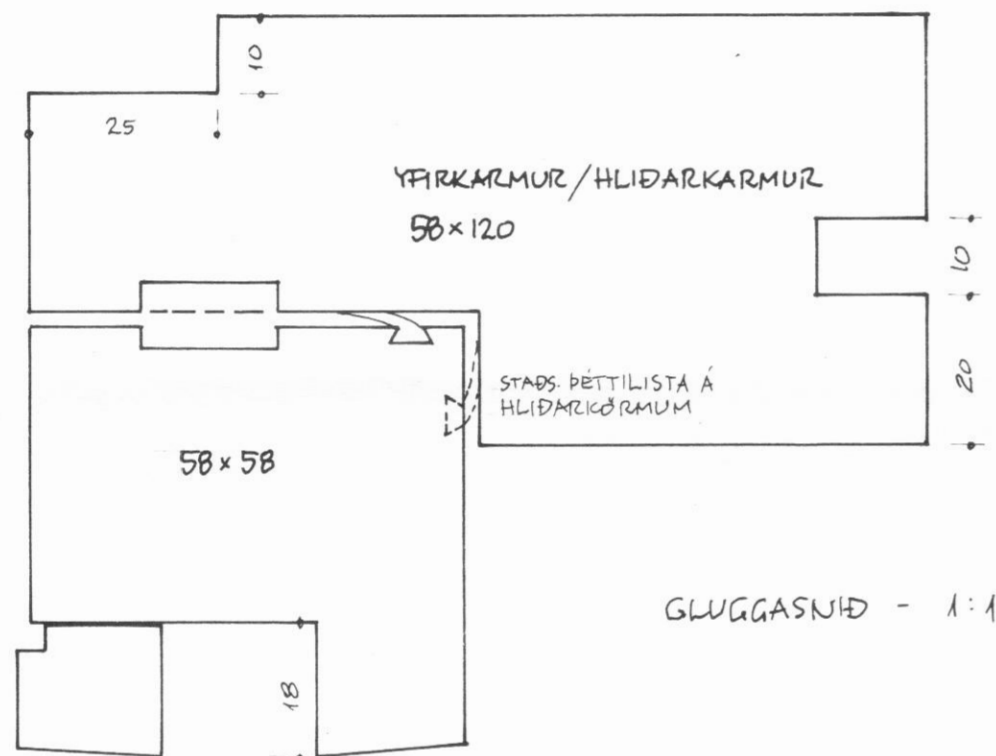 10
25
YFIRKARMUR/HLIÐARKARMUR
58×120
10
STAÐS. ÞÉTTILISTA Á
HLIÐARKÖRMUM
20
58×58
GLUGGASNIÐ - 1:1
18